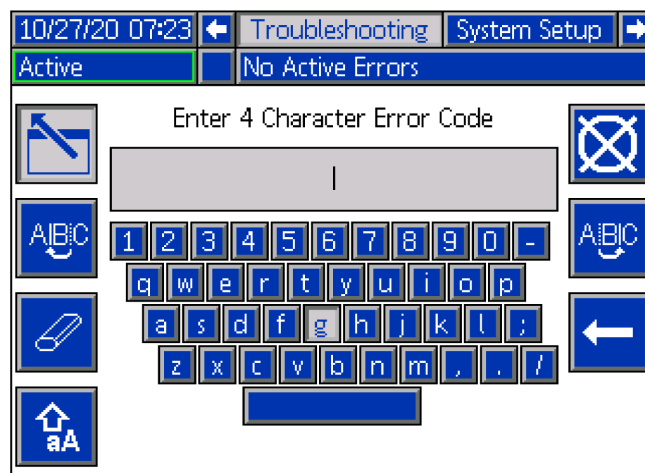 10/27/20 07:23 Troubleshooting System Setup
Active No Active Errors
Enter 4 Character Error Code
ABC ABC
1 2 3 4 5 6 7 8 9 0 -
q w e r t y u i o p
a s d f g h j k l ;
z x c v b n m , . /
aA